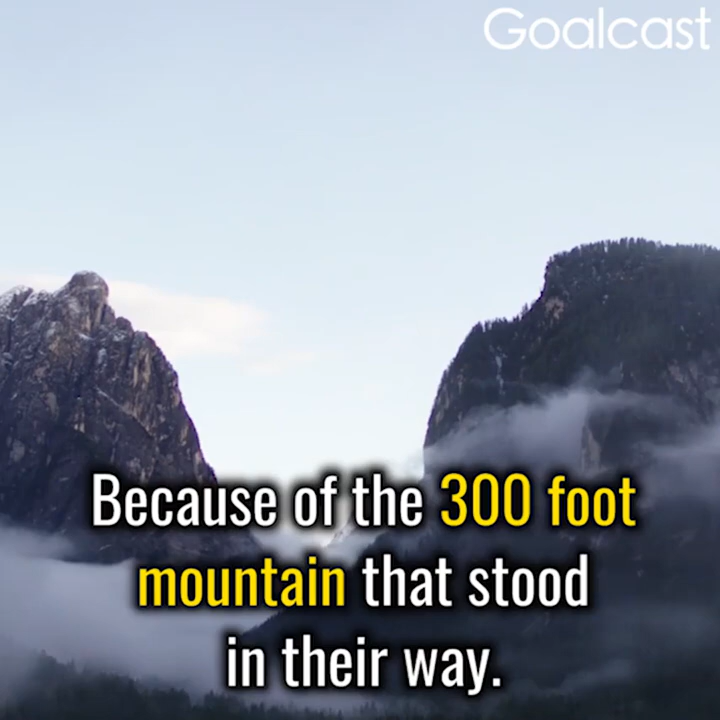 Goalcast
Because of the 300 foot
mountain that stood
in their way.